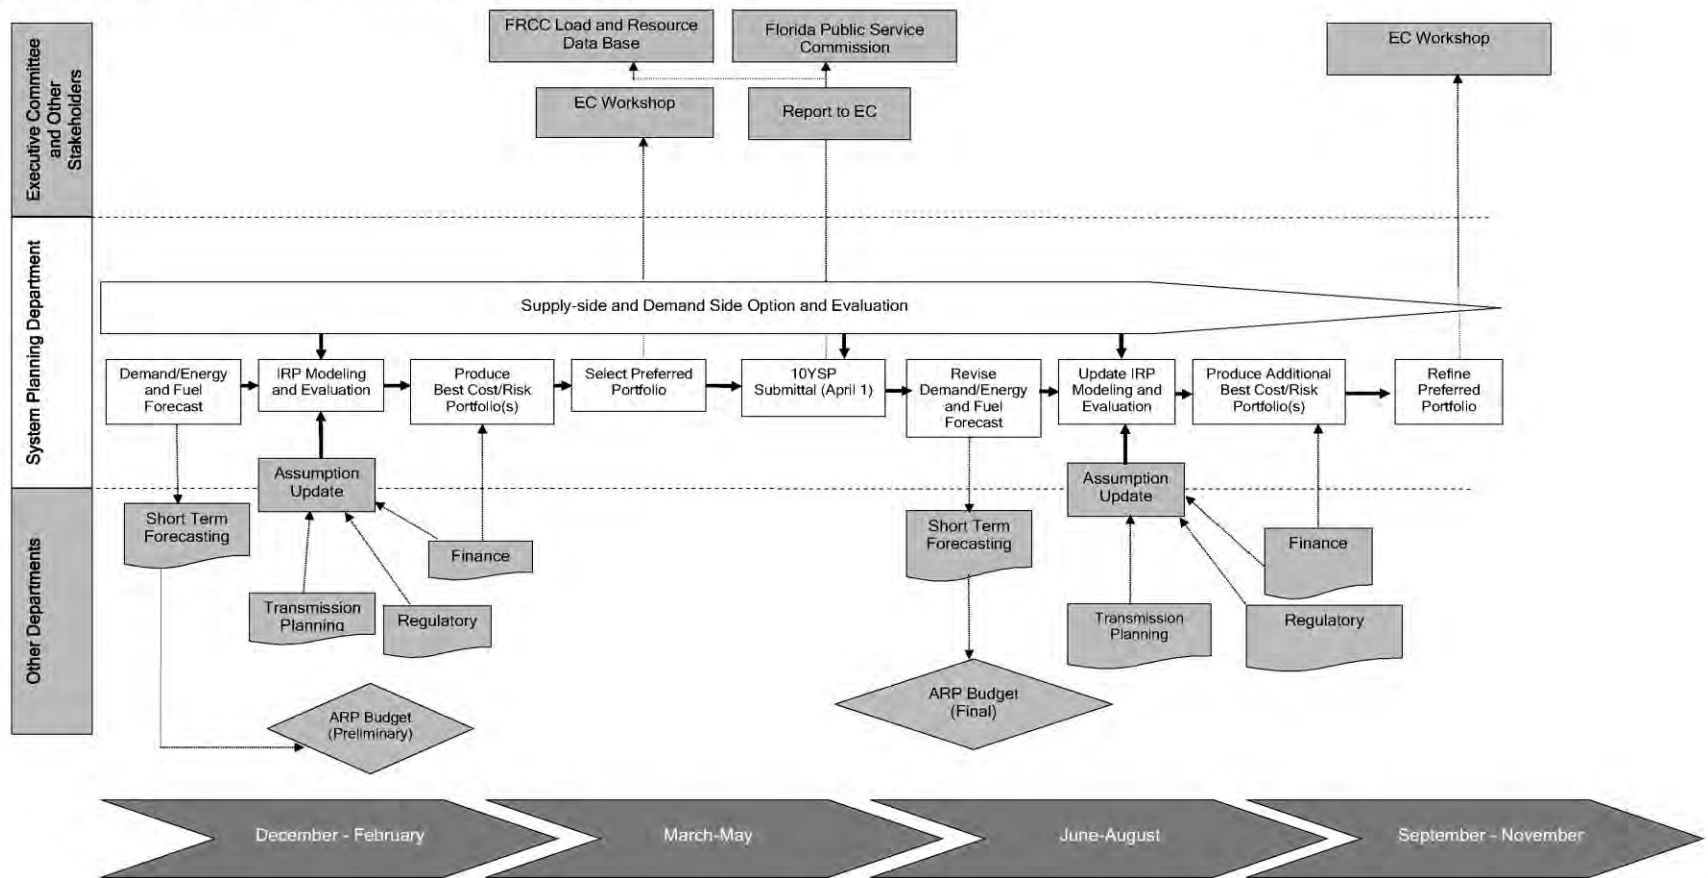 Executive Committee
and Other
Stakeholders
FRCC Load and Resource
Data Base
Florida Public Service
Commission
EC Workshop
EC Workshop
Report to EC
System Planning Department
Supply-side and Demand Side Option and Evaluation
Demand/Energy
and Fuel
Forecast
IRP Modeling
and Evaluation
Produce
Best Cost/Risk
Portfolio(s)
Select Preferred
Portfolio
10YSP
Submittal (April 1)
Revise
Demand/Energy
and Fuel
Forecast
Update IRP
Modeling and
Evaluation
Produce Additional
Best Cost/Risk
Portfolio(s)
Refine
Preferred
Portfolio
Other Departments
Assumption
Update
Short Term
Forecasting
Finance
Transmission
Planning
Regulatory
ARP Budget
(Preliminary)
Assumption
Update
Short Term
Forecasting
Finance
Transmission
Planning
Regulatory
ARP Budget
(Final)
December - February
March-May
June-August
September - November